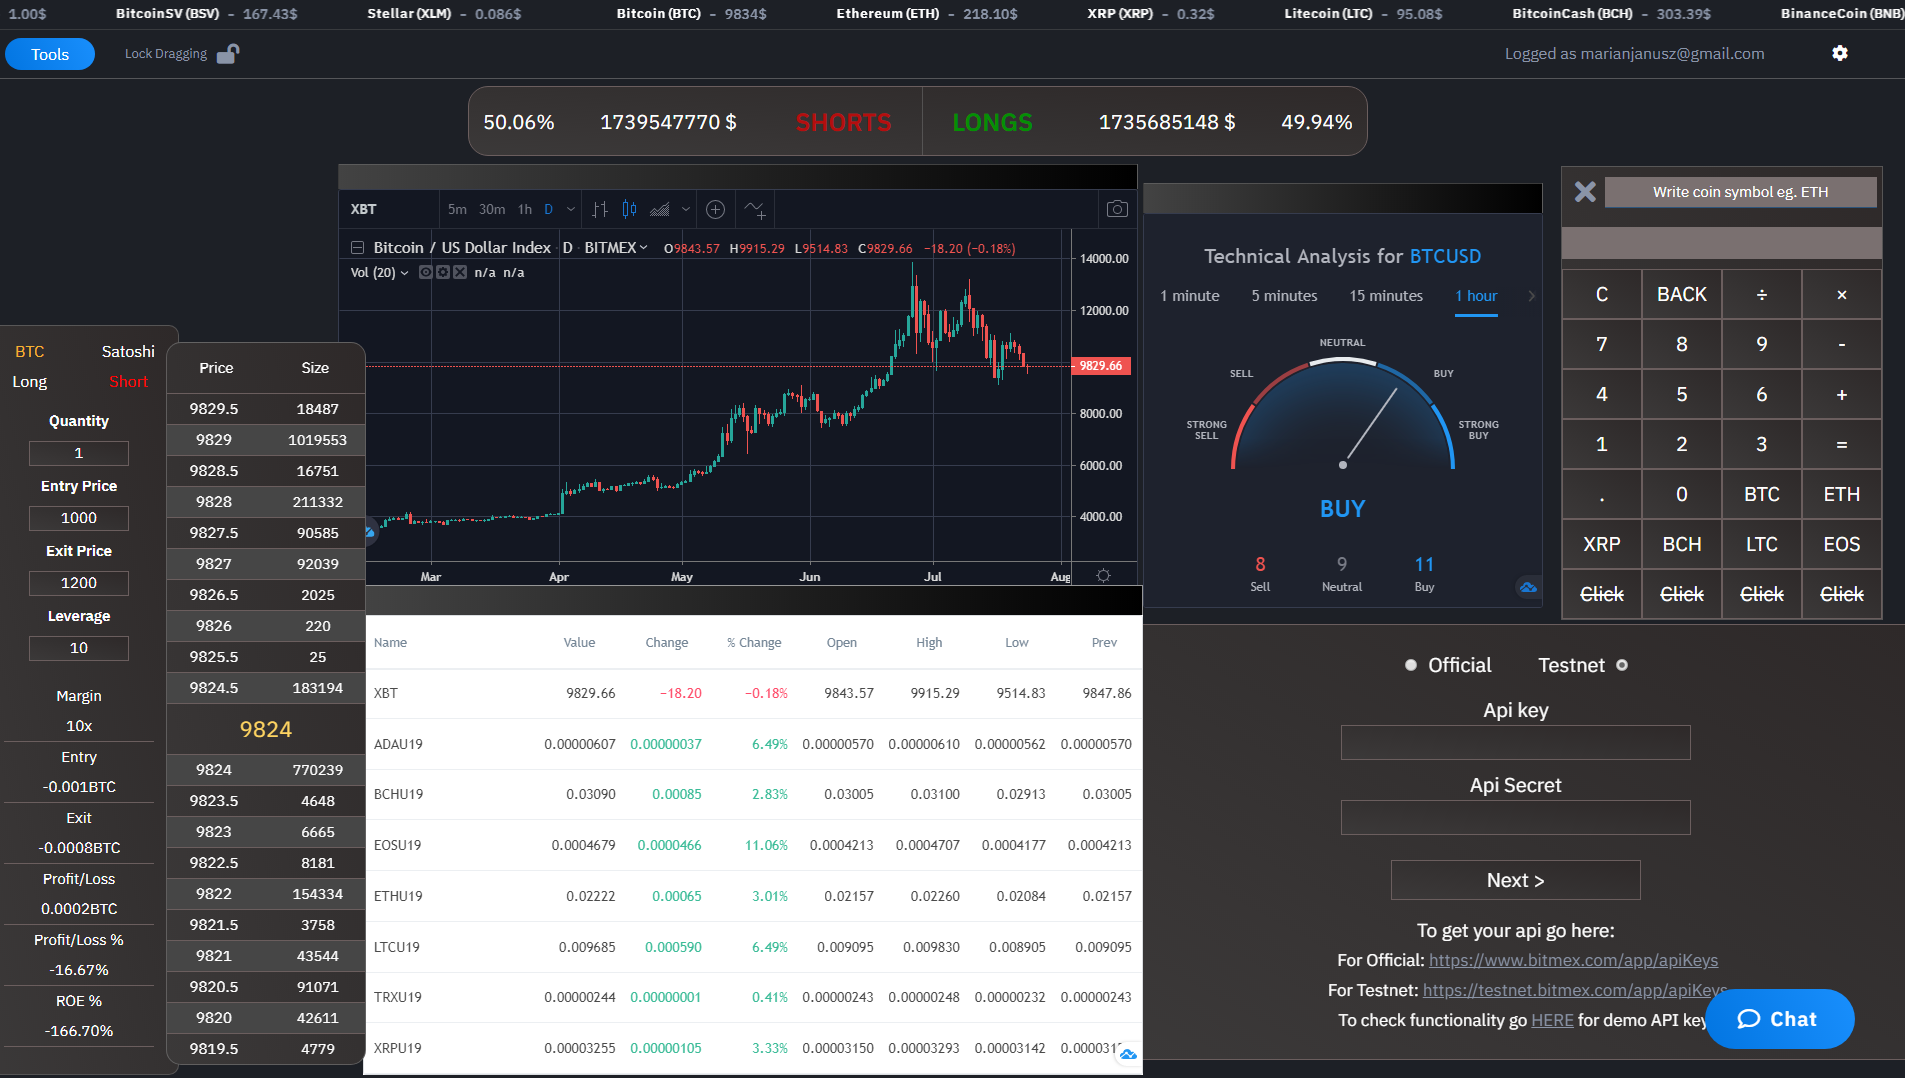 1.00$ BitcoinSV (BSV) - 167.43$ Stellar (XLM) - 0.086$ Bitcoin (BTC) - 9834$ Ethereum (ETH) - 218.10$ XRP (XRP) - 0.32$ Litecoin (LTC) - 95.08$ BitcoinCash (BCH) - 303.39$ BinanceCoin (BNB)
Tools Lock Dragging Logged as marianjanusz@gmail.com
50.06% 1739547770 $ SHORTS LONGS 1735685148 $ 49.94%
XBT 5m 30m 1h D
Bitcoin / US Dollar Index D BITMEX O9843.57 H9915.29 L9514.83 C9829.66 −18.20 (−0.18%)
Vol (20) n/a n/a
14000.00
12000.00
9829.66
8000.00
6000.00
4000.00
Mar Apr May Jun Jul Aug
Technical Analysis for BTCUSD
1 minute 5 minutes 15 minutes 1 hour
NEUTRAL
SELL BUY
STRONG SELL STRONG BUY
BUY
8 9 11
Sell Neutral Buy
Write coin symbol eg. ETH
C BACK ÷ ×
7 8 9 -
4 5 6 +
1 2 3 =
. 0 BTC ETH
XRP BCH LTC EOS
Click Click Click Click
BTC Satoshi
Long Short
Quantity
1
Entry Price
1000
Exit Price
1200
Leverage
10
Margin
10x
Entry
-0.001BTC
Exit
-0.0008BTC
Profit/Loss
0.0002BTC
Profit/Loss %
-16.67%
ROE %
-166.70%
Price Size
9829.5 18487
9829 1019553
9828.5 16751
9828 211332
9827.5 90585
9827 92039
9826.5 2025
9826 220
9825.5 25
9824.5 183194
9824
9824 770239
9823.5 4648
9823 6665
9822.5 8181
9822 154334
9821.5 3758
9821 43544
9820.5 91071
9820 42611
9819.5 4779
Name Value Change % Change Open High Low Prev
XBT 9829.66 −18.20 −0.18% 9843.57 9915.29 9514.83 9847.86
ADAU19 0.00000607 0.00000037 6.49% 0.00000570 0.00000610 0.00000562 0.00000570
BCHU19 0.03090 0.00085 2.83% 0.03005 0.03100 0.02913 0.03005
EOSU19 0.0004679 0.0000466 11.06% 0.0004213 0.0004707 0.0004177 0.0004213
ETHU19 0.02222 0.00065 3.01% 0.02157 0.02260 0.02084 0.02157
LTCU19 0.009685 0.000590 6.49% 0.009095 0.009830 0.008905 0.009095
TRXU19 0.00000244 0.00000001 0.41% 0.00000243 0.00000248 0.00000232 0.00000243
XRPU19 0.00003255 0.00000105 3.33% 0.00003150 0.00003293 0.00003142
Official Testnet
Api key
Api Secret
Next >
To get your api go here:
For Official: https://www.bitmex.com/app/apiKeys
For Testnet: https://testnet.bitmex.com/app/apiKeys
To check functionality go HERE for demo API key
Chat